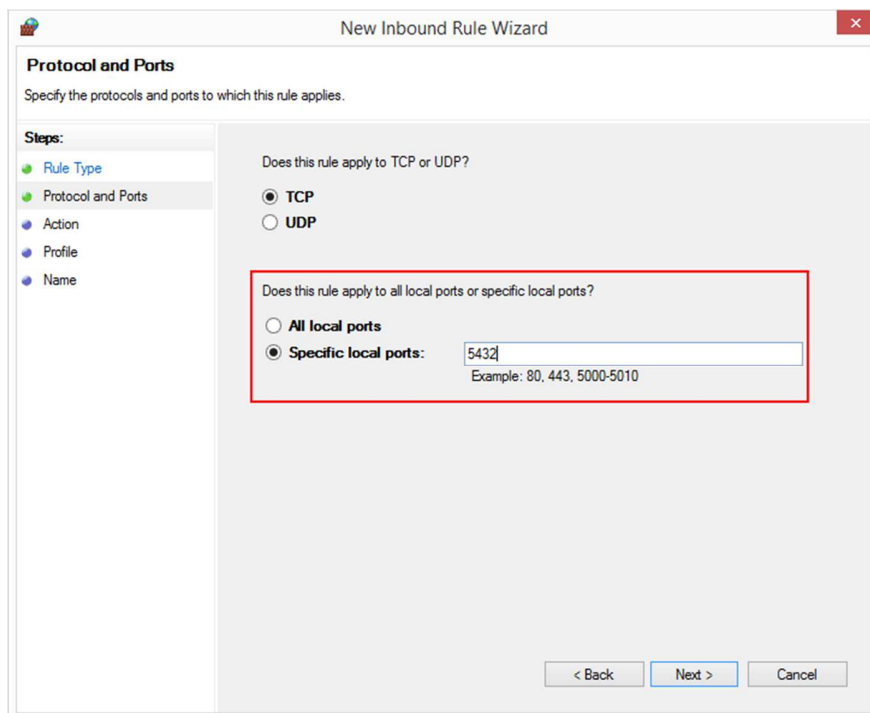 New Inbound Rule Wizard
Protocol and Ports
Specify the protocols and ports to which this rule applies.
Steps:
Rule Type
Protocol and Ports
Action
Profile
Name
Does this rule apply to TCP or UDP?
TCP
UDP
Does this rule apply to all local ports or specific local ports?
All local ports
Specific local ports: 5432
Example: 80, 443, 5000-5010
< Back Next > Cancel